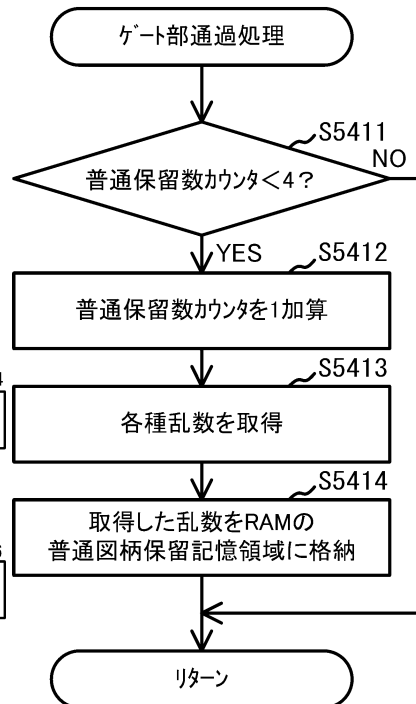 ゲート部通過処理
S5411
普通保留数カウンタ<4?
NO
YES
S5412
普通保留数カウンタを1加算
S5413
各種乱数を取得
S5414
取得した乱数をRAMの
普通図柄保留記憶領域に格納
リターン